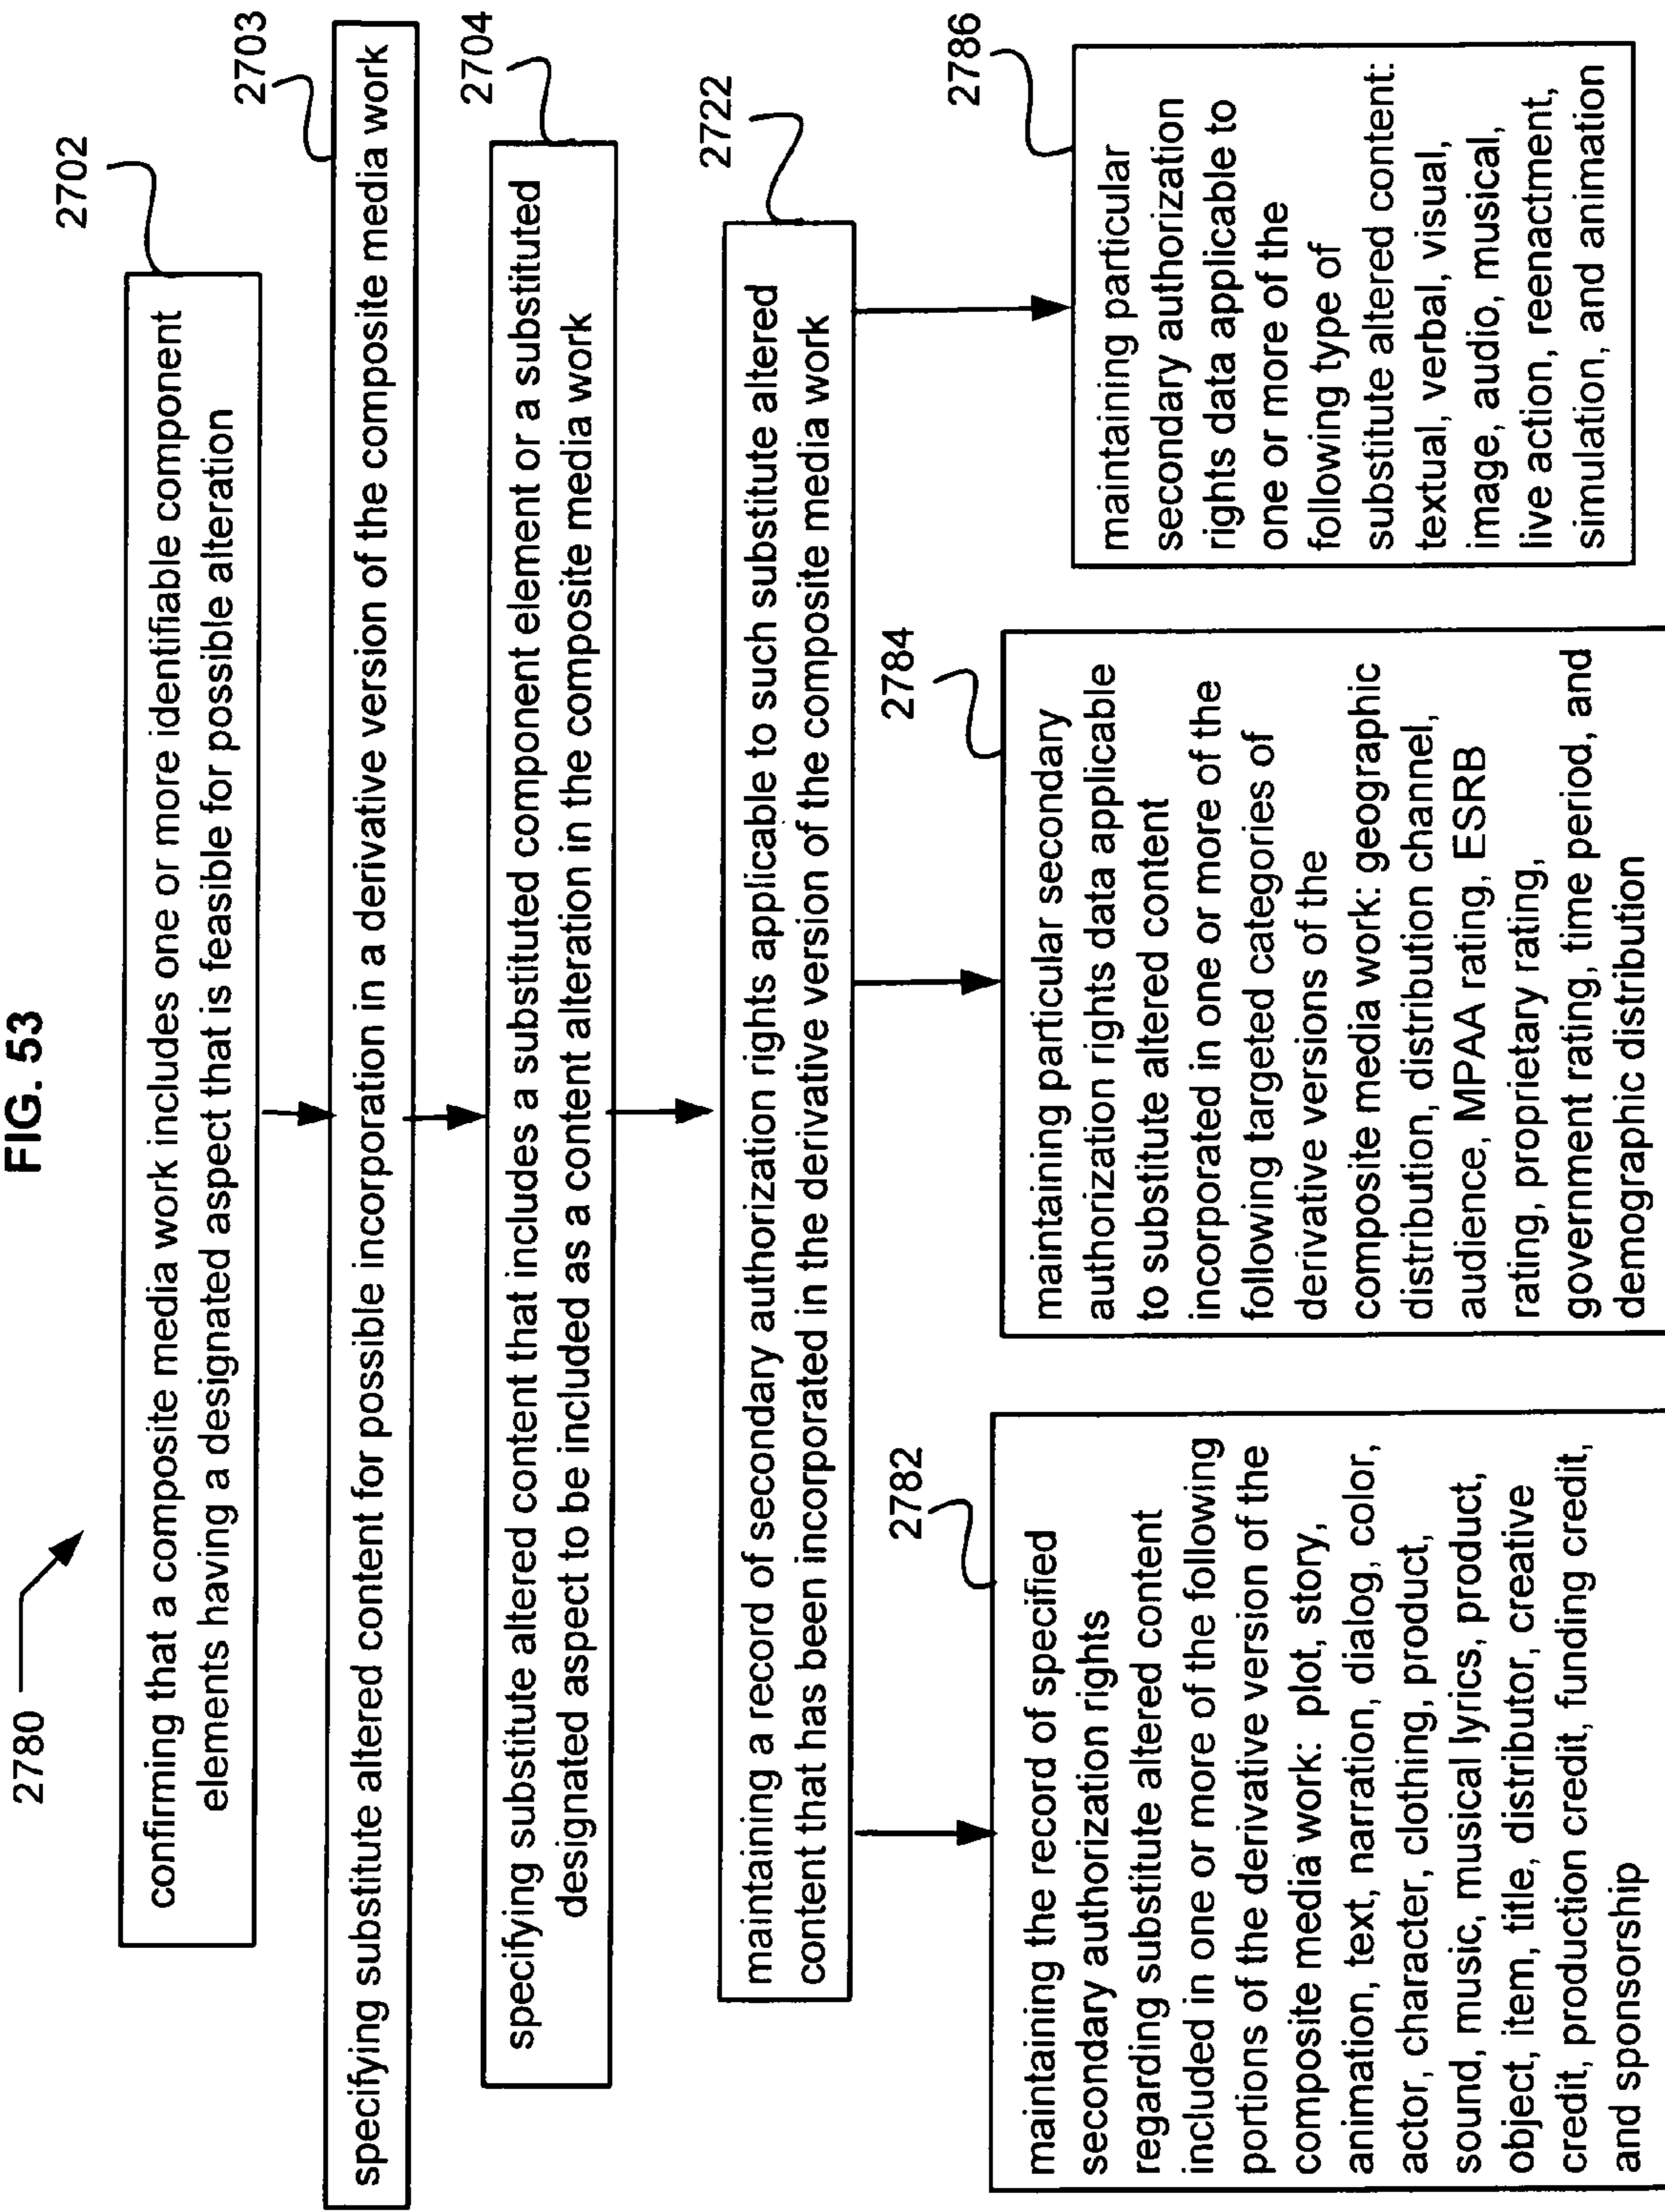 FIG. 53
2780
2702
confirming that a composite media work includes one or more identifiable component
elements having a designated aspect that is feasible for possible alteration
2703
specifying substitute altered content for possible incorporation in a derivative version of the composite media work
2704
specifying substitute altered content that includes a substituted component element or a substituted
designated aspect to be included as a content alteration in the composite media work
2722
maintaining a record of secondary authorization rights applicable to such substitute altered
content that has been incorporated in the derivative version of the composite media work
2782
maintaining the record of specified
secondary authorization rights
regarding substitute altered content
included in one or more of the following
portions of the derivative version of the
composite media work: plot, story,
animation, text, narration, dialog, color,
actor, character, clothing, product,
sound, music, musical lyrics, product,
object, item, title, distributor, creative
credit, production credit, funding credit,
and sponsorship
2784
maintaining particular secondary
authorization rights data applicable
to substitute altered content
incorporated in one or more of the
following targeted categories of
derivative versions of the
composite media work: geographic
distribution, distribution channel,
audience, MPAA rating, ESRB
rating, proprietary rating,
government rating, time period, and
demographic distribution
2786
maintaining particular
secondary authorization
rights data applicable to
one or more of the
following type of
substitute altered content:
textual, verbal, visual,
image, audio, musical,
live action, reenactment,
simulation, and animation